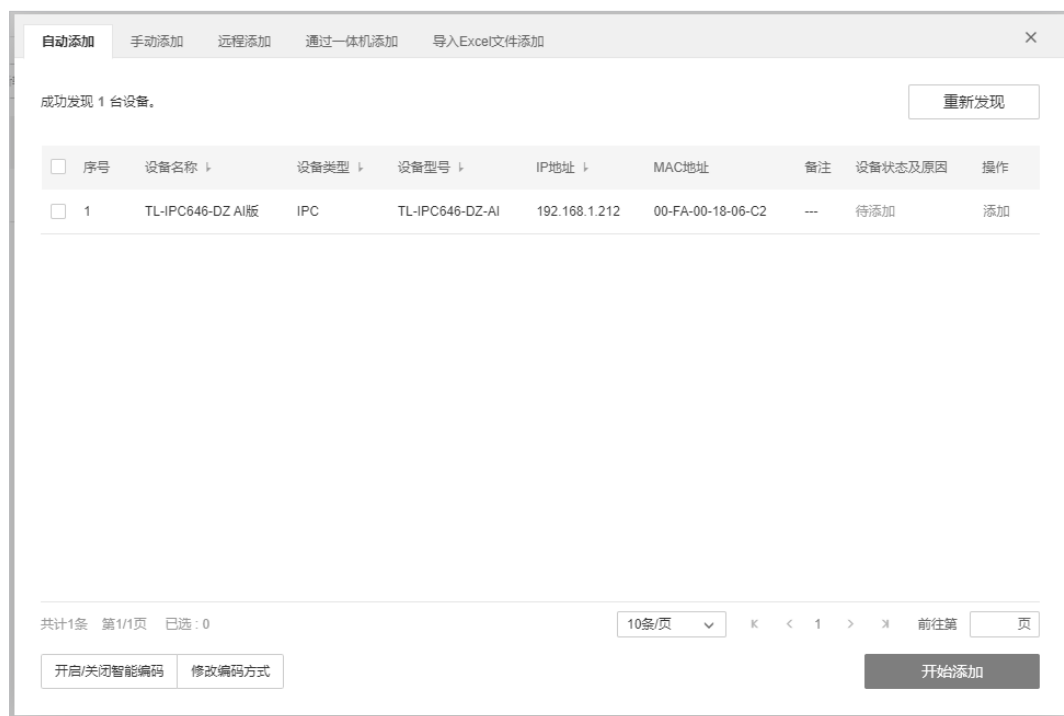 自动添加 手动添加 远程添加 通过一体机添加 导入Excel文件添加
成功发现 1 台设备。 重新发现
序号 设备名称 设备类型 设备型号 IP地址 MAC地址 备注 设备状态及原因 操作
1 TL-IPC646-DZ AI版 IPC TL-IPC646-DZ-AI 192.168.1.212 00-FA-00-18-06-C2 --- 待添加 添加
共计1条 第1/1页 已选 : 0 10条/页 1 前往第 页
开启/关闭智能编码 修改编码方式 开始添加